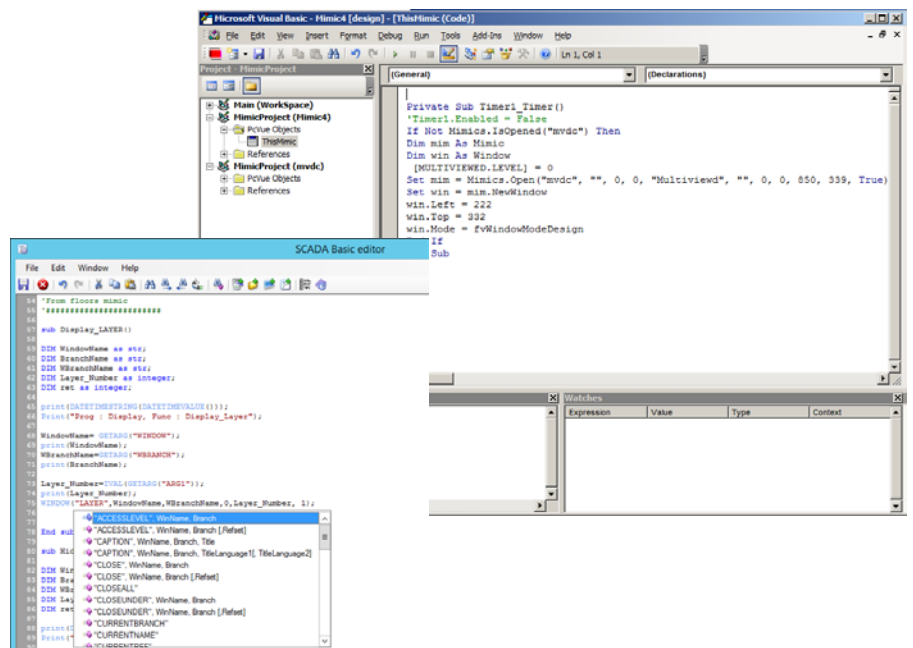 Microsoft Visual Basic - Mimic4 [design] - [ThisMimic (Code)]
File Edit View Insert Format Debug Run Tools Add-Ins Window Help
Ln 1, Col 1
Project - MimicProject
Main (WorkSpace)
MimicProject (Mimic4)
PcVue Objects
ThisMimic
References
MimicProject (mvdc)
PcVue Objects
References
(General) (Declarations)
Private Sub Timer1_Timer()
'Timer1.Enabled = False
If Not Mimics.IsOpened("mvdc") Then
Dim mim As Mimic
Dim win As Window
[MULTIVIEWED.LEVEL] = 0
Set mim = Mimics.Open("mvdc", "", 0, 0, "Multiviewd", "", 0, 0, 850, 339, True)
Set win = mim.NewWindow
win.Left = 222
win.Top = 332
win.Mode = fvWindowModeDesign
If
Sub
Watches
Expression Value Type Context
SCADA Basic editor
File Edit Window Help
54 'From floors mimic
55 '########################
56
57 sub Display_LAYER()
58
59 DIM WindowName as str;
60 DIM BranchName as str;
61 DIM WBranchName as str;
62 DIM Layer_Number as integer;
63 DIM ret as integer;
64
65 print(DATETIMESTRING(DATETIMEVALUE()));
66 Print("Prog : Display, Func : Display_Layer");
67
68 WindowName= GETARG("WINDOW");
69 print(WindowName);
70 WBranchName=GETARG("WBRANCH");
71 print(BranchName);
72
73 Layer_Number=IVAL(GETARG("ARG1"));
74 print(Layer_Number);
75 WINDOW("LAYER",WindowName,WBranchName,0,Layer_Number, 1);
76
77
78 End sub
79
80 sub Hid
81
82 DIM Win
83 DIM Bra
84 DIM WBr
85 DIM Lay
86 DIM ret
87
88 print(D
89 Print("
"ACCESSLEVEL", WinName, Branch
"ACCESSLEVEL", WinName, Branch [,Refset]
"CAPTION", WinName, Branch, Title
"CAPTION", WinName, Branch, TitleLanguage1[, TitleLanguage2]
"CLOSE", WinName, Branch
"CLOSE", WinName, Branch [,Refset]
"CLOSEALL"
"CLOSEUNDER", WinName, Branch
"CLOSEUNDER", WinName, Branch [,Refset]
"CURRENTBRANCH"
"CURRENTNAME"
"CURRENTREE"